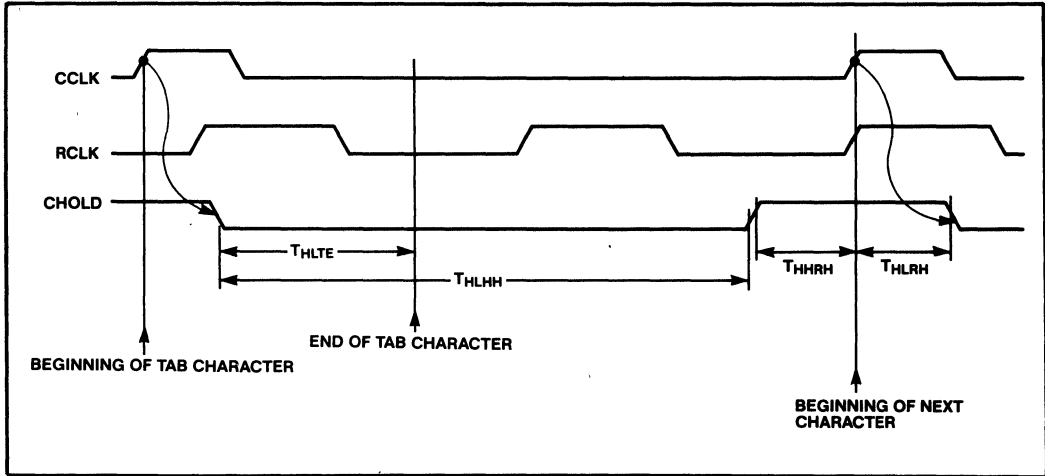 CCLK
RCLK
CHOLD
THLTE
THLHH
THHRH
THLRH
END OF TAB CHARACTER
BEGINNING OF TAB CHARACTER
BEGINNING OF NEXT
CHARACTER